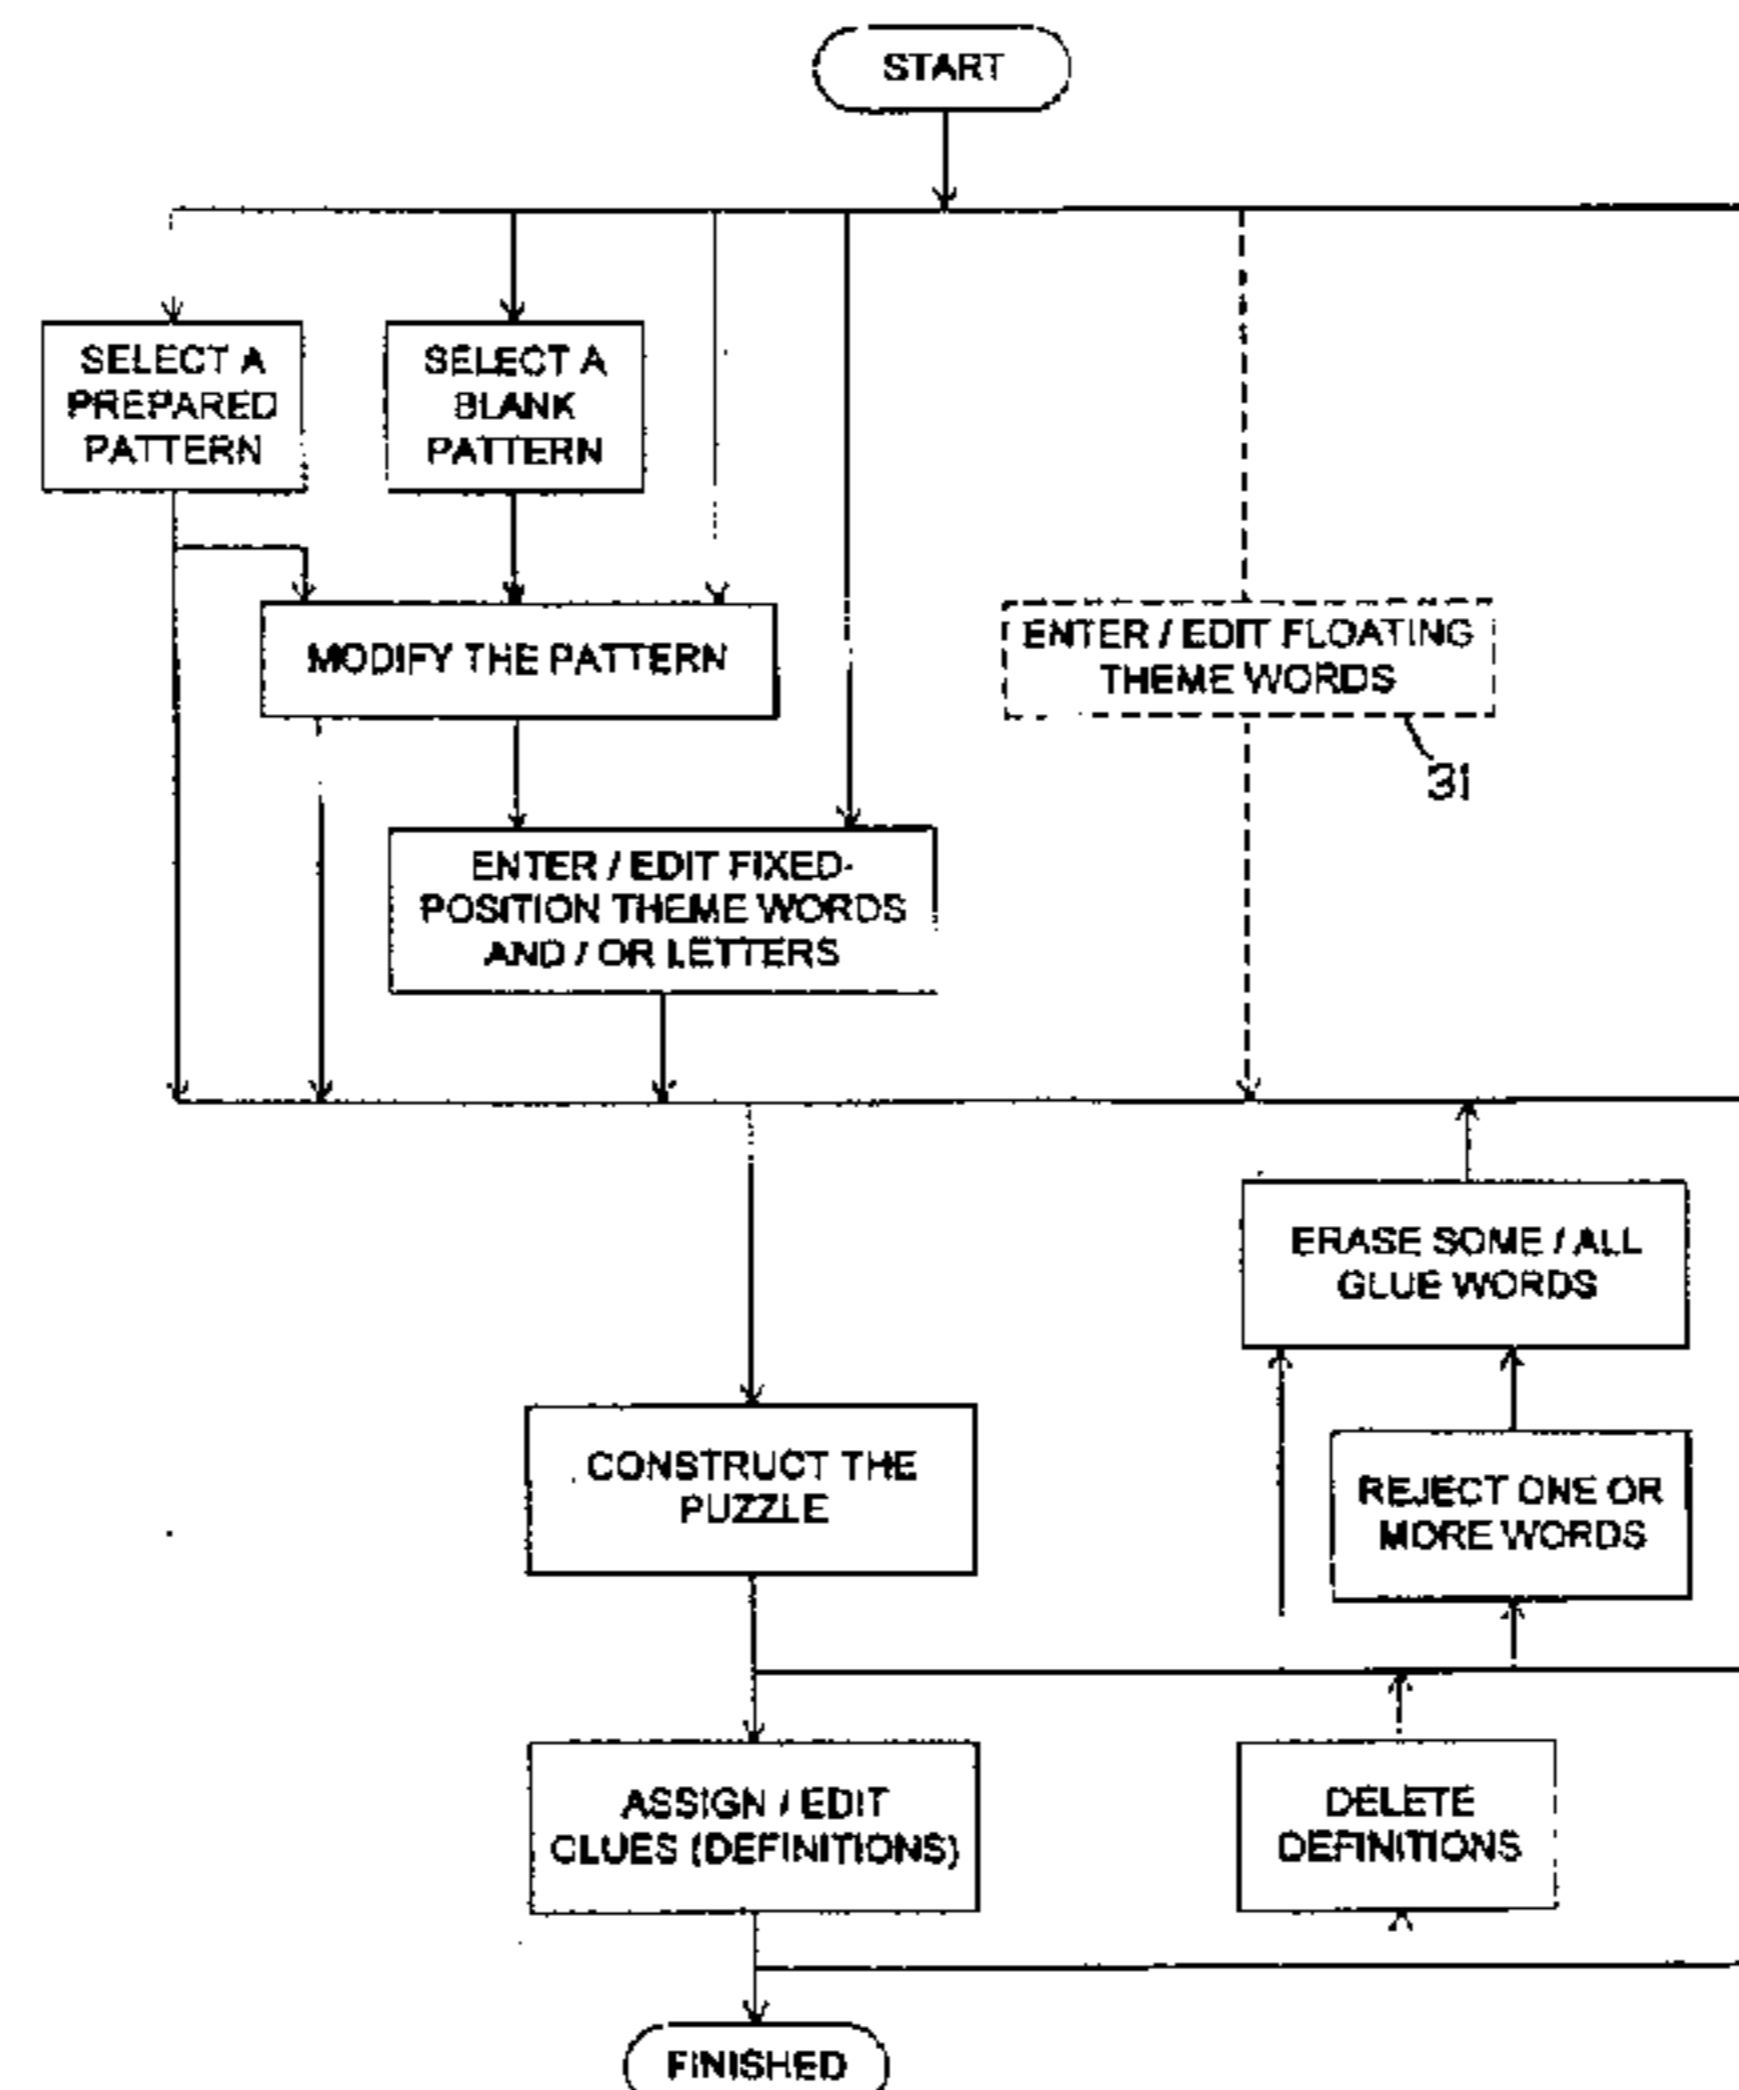 START
SELECT A
PREPARED
PATTERN
SELECT A
BLANK
PATTERN
MODIFY THE PATTERN
ENTER / EDIT FLOATING
THEME WORDS
31
ENTER / EDIT FIXED-
POSITION THEME WORDS
AND / OR LETTERS
ERASE SOME / ALL
GLUE WORDS
CONSTRUCT THE
PUZZLE
REJECT ONE OR
MORE WORDS
ASSIGN / EDIT
CLUES (DEFINITIONS)
DELETE
DEFINITIONS
FINISHED